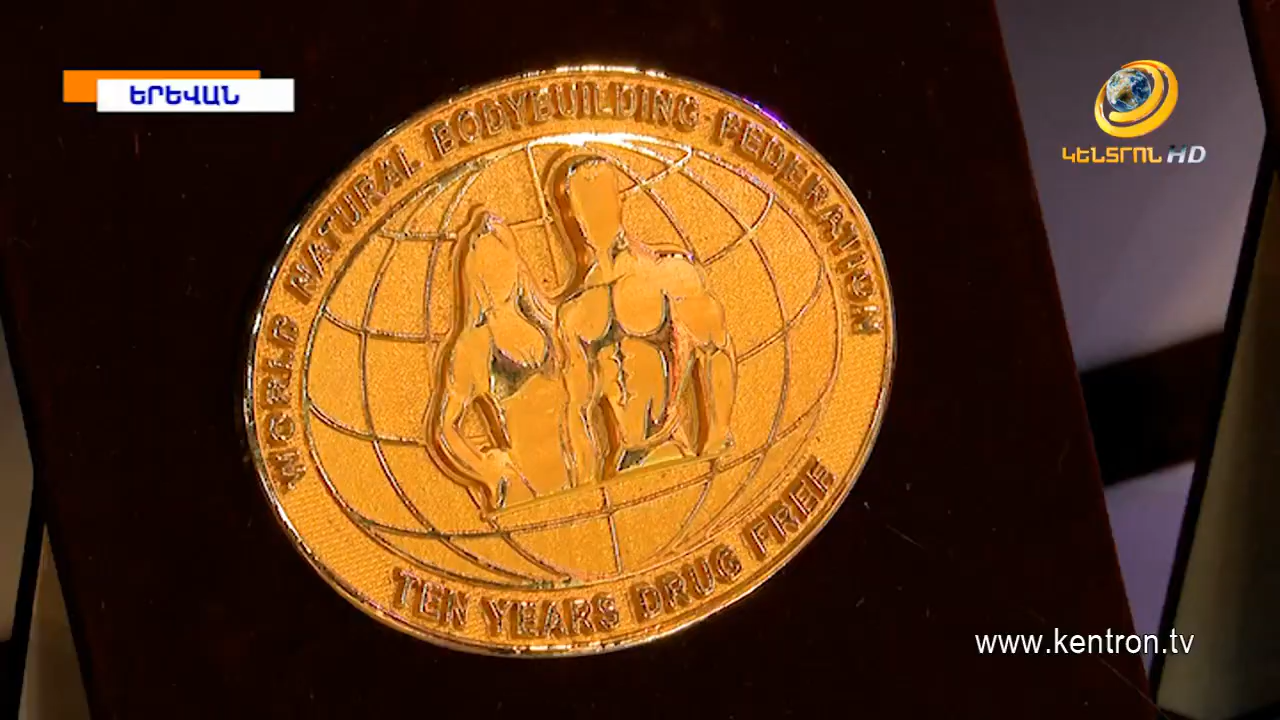 ԵՐԵՎԱՆ
ԿԵՆՏՐՈՆ HD
WORLD NATURAL BODYBUILDING FEDERATION
TEN YEARS DRUG FREE
www.kentron.tv